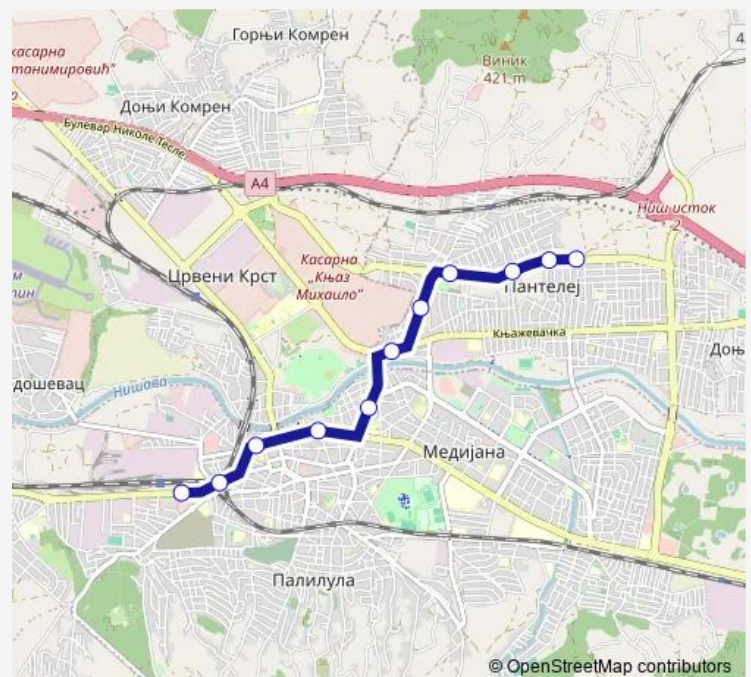 Горњи Комрен
4
касарна
танимировић"
Виник
421 m
Доњи Комрен
Булевар Николе Тесле
A4
Ниш исток
2
Касарна
„Књаз
Михаило”
Црвени Крст
Пантелеј
Књажевачка
Доњ
дошевац
Нишава
Медијана
Палилула
© OpenStreetMap contributors